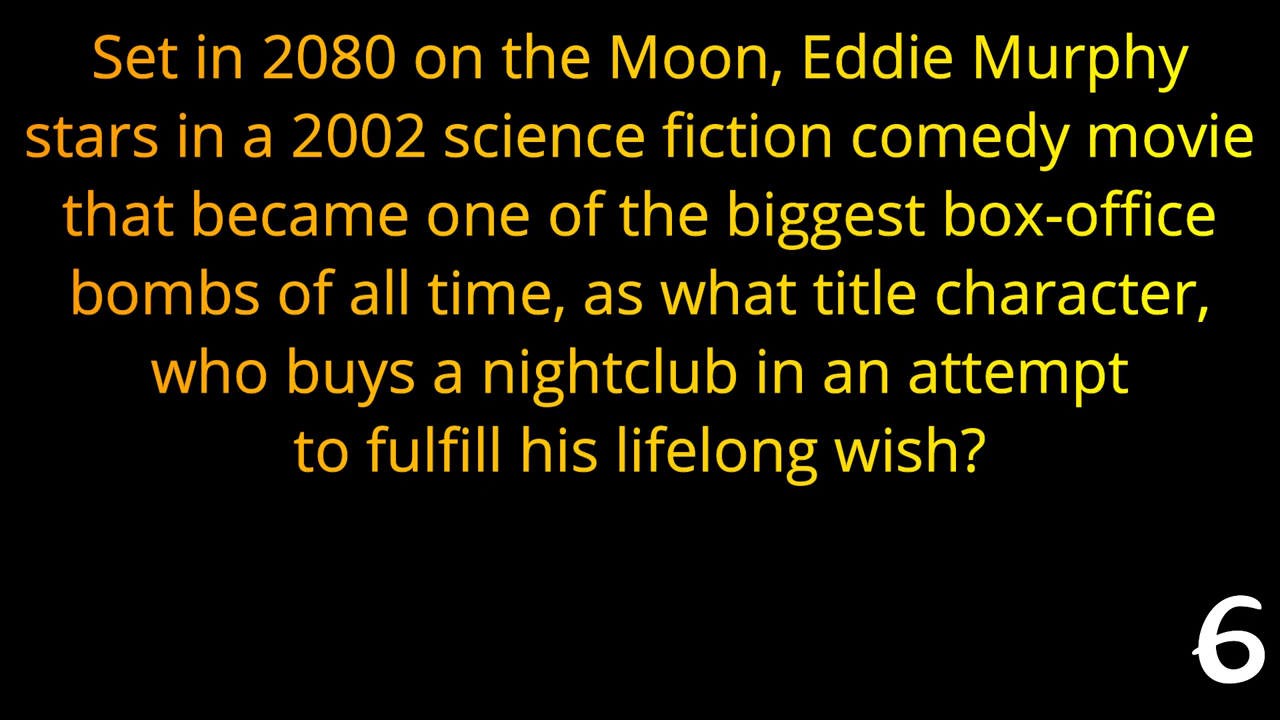 Set in 2080 on the Moon, Eddie Murphy
stars in a 2002 science fiction comedy movie
that became one of the biggest box-office
bombs of all time, as what title character,
who buys a nightclub in an attempt
to fulfill his lifelong wish?
6